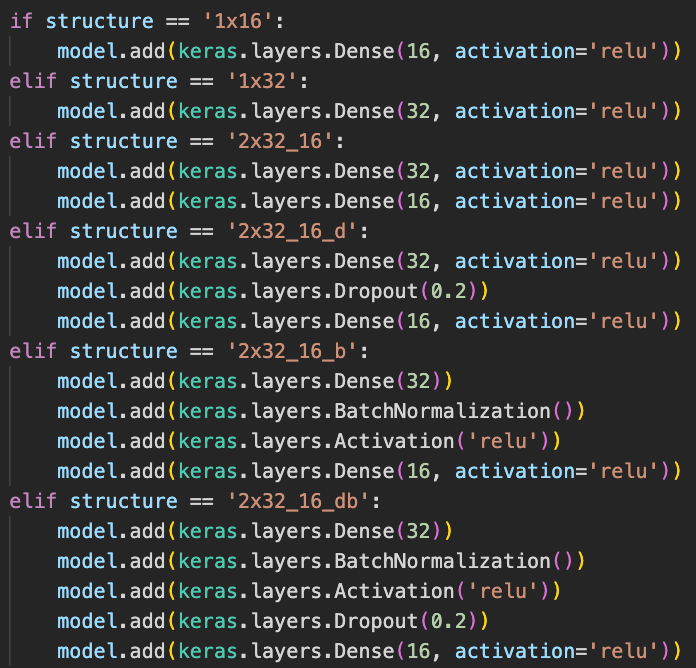 if structure == '1x16':
    model.add(keras.layers.Dense(16, activation='relu'))
elif structure == '1x32':
    model.add(keras.layers.Dense(32, activation='relu'))
elif structure == '2x32_16':
    model.add(keras.layers.Dense(32, activation='relu'))
    model.add(keras.layers.Dense(16, activation='relu'))
elif structure == '2x32_16_d':
    model.add(keras.layers.Dense(32, activation='relu'))
    model.add(keras.layers.Dropout(0.2))
    model.add(keras.layers.Dense(16, activation='relu'))
elif structure == '2x32_16_b':
    model.add(keras.layers.Dense(32))
    model.add(keras.layers.BatchNormalization())
    model.add(keras.layers.Activation('relu'))
    model.add(keras.layers.Dense(16, activation='relu'))
elif structure == '2x32_16_db':
    model.add(keras.layers.Dense(32))
    model.add(keras.layers.BatchNormalization())
    model.add(keras.layers.Activation('relu'))
    model.add(keras.layers.Dropout(0.2))
    model.add(keras.layers.Dense(16, activation='relu'))